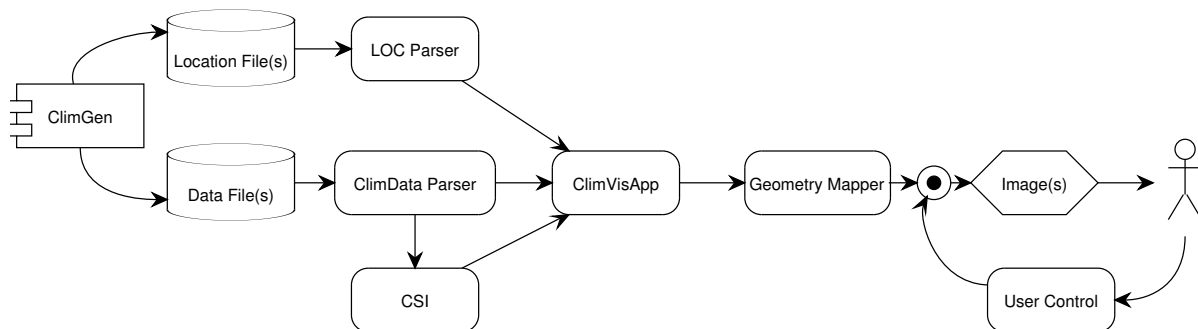 Location File(s)
LOC Parser
ClimGen
Data File(s)
ClimData Parser
ClimVisApp
Geometry Mapper
Image(s)
CSI
User Control